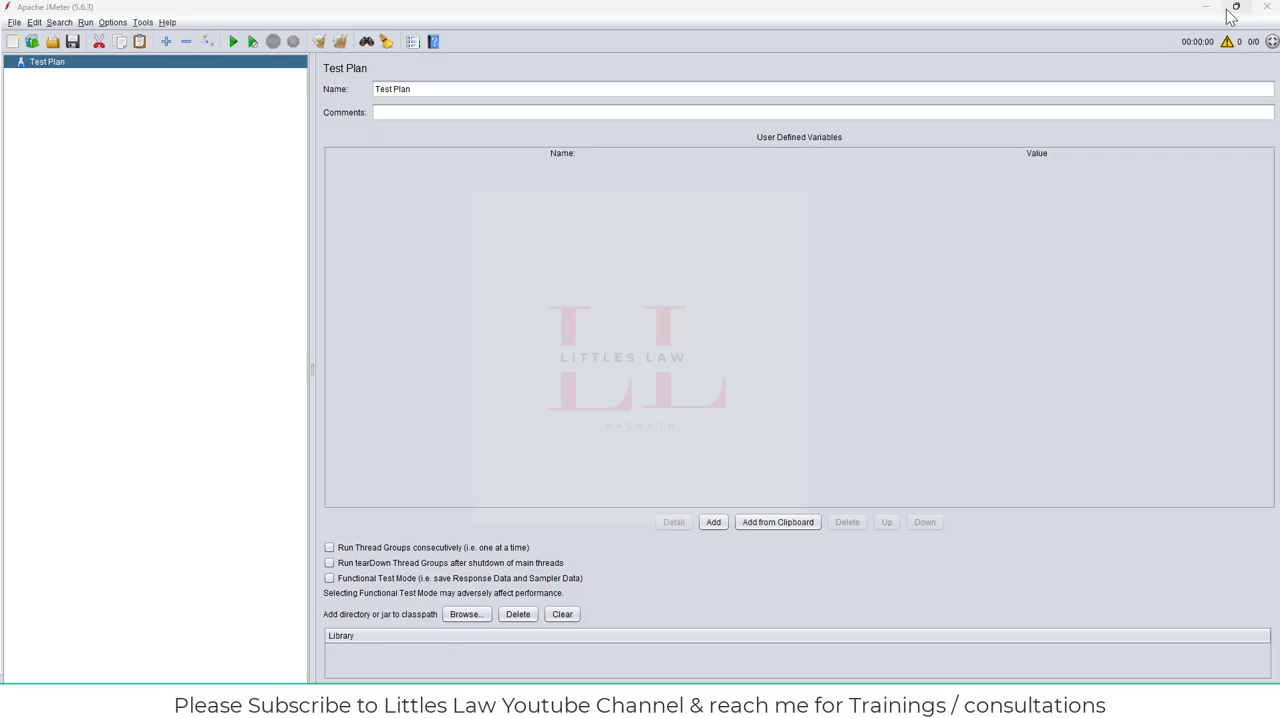 Apache JMeter (5.6.3)
File Edit Search Run Options Tools Help
00:00:00 0 0/0
Test Plan
Test Plan
Name: Test Plan
Comments:
User Defined Variables
Name: Value
LITTLES LAW
VASANTH
Detail Add Add from Clipboard Delete Up Down
Run Thread Groups consecutively (i.e. one at a time)
Run tearDown Thread Groups after shutdown of main threads
Functional Test Mode (i.e. save Response Data and Sampler Data)
Selecting Functional Test Mode may adversely affect performance.
Add directory or jar to classpath Browse... Delete Clear
Library
Please Subscribe to Littles Law Youtube Channel & reach me for Trainings / consultations